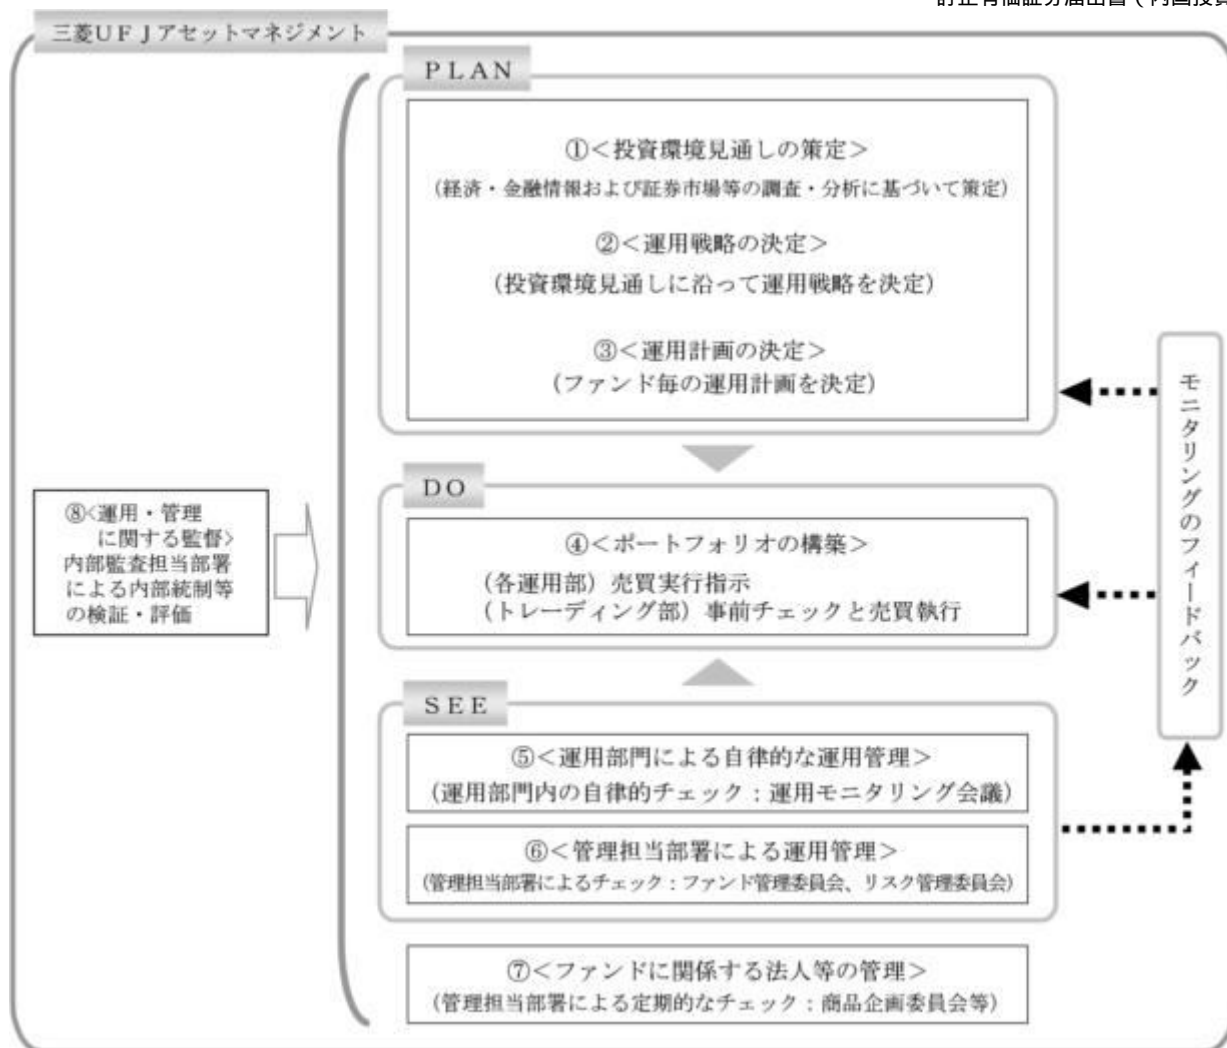 訂正有価証券届出書（内国投資
三菱ＵＦＪアセットマネジメント
ＰＬＡＮ
①＜投資環境見通しの策定＞
（経済・金融情報および証券市場等の調査・分析に基づいて策定）
②＜運用戦略の決定＞
（投資環境見通しに沿って運用戦略を決定）
③＜運用計画の決定＞
（ファンド毎の運用計画を決定）
ＤＯ
④＜ポートフォリオの構築＞
（各運用部）売買実行指示
（トレーディング部）事前チェックと売買執行
ＳＥＥ
⑤＜運用部門による自律的な運用管理＞
（運用部門内の自律的チェック：運用モニタリング会議）
⑥＜管理担当部署による運用管理＞
（管理担当部署によるチェック：ファンド管理委員会、リスク管理委員会）
⑦＜ファンドに関係する法人等の管理＞
（管理担当部署による定期的なチェック：商品企画委員会等）
⑧＜運用・管理
に関する監督＞
内部監査担当部署
による内部統制等
の検証・評価
モニタリングのフィードバック